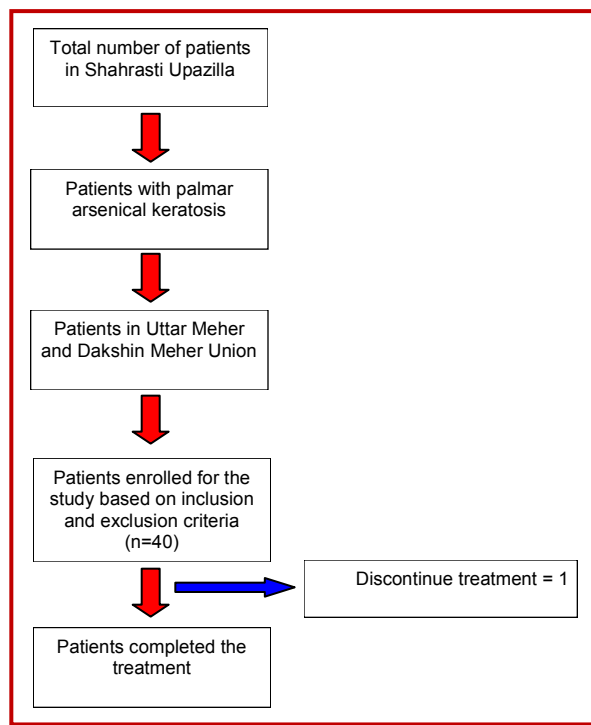 Total number of patients
in Shahrasti Upazilla
Patients with palmar
arsenical keratosis
Patients in Uttar Meher
and Dakshin Meher Union
Patients enrolled for the
study based on inclusion
and exclusion criteria
(n=40)
Discontinue treatment = 1
Patients completed the
treatment